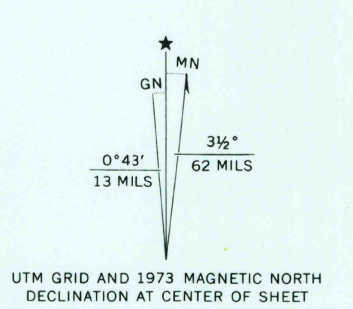 ★
MN
GN
0°43′
13 MILS
3½°
62 MILS
UTM GRID AND 1973 MAGNETIC NORTH
DECLINATION AT CENTER OF SHEET